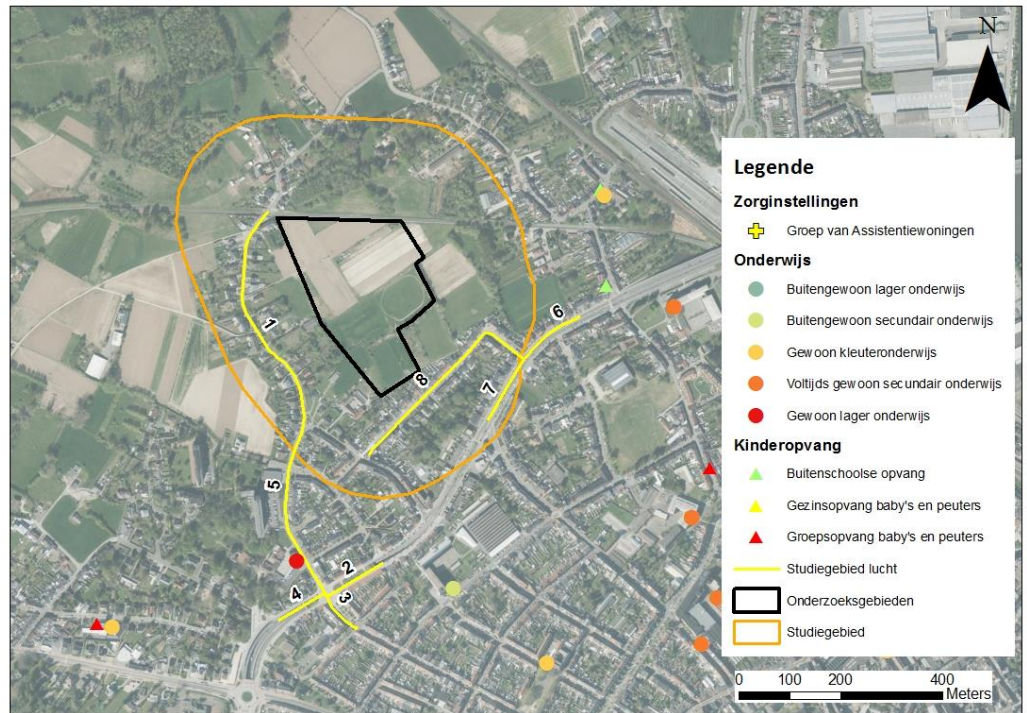 N
Legende
Zorginstellingen
Groep van Assistentiewoningen
Onderwijs
Buitengewoon lager onderwijs
Buitengewoon secundair onderwijs
Gewoon kleuteronderwijs
Voltijds gewoon secundair onderwijs
Gewoon lager onderwijs
Kinderopvang
Buitenschoolse opvang
Gezinsopvang baby's en peuters
Groepsopvang baby's en peuters
Studiegebied lucht
Onderzoeksgebieden
Studiegebied
0 100 200 400
Meters
1
6
8
7
5
2
4
3